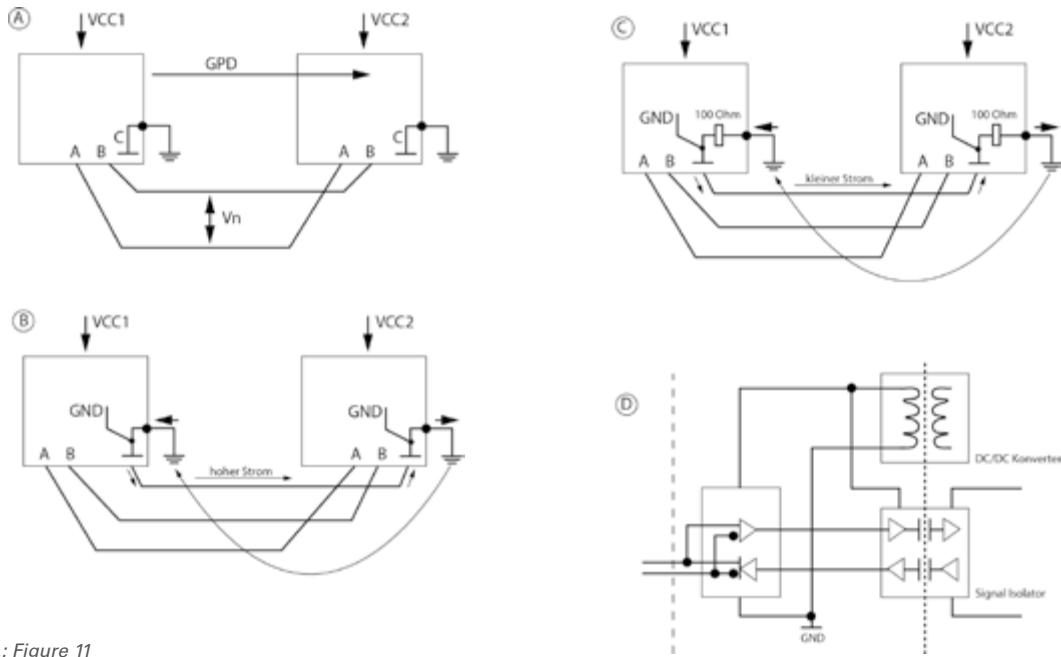 A
VCC1
VCC2
GPD
C
C
A B
A B
Vn
B
VCC1
VCC2
GND
GND
A B
A B
hoher Strom
C
VCC1
VCC2
GND
100 Ohm
GND
100 Ohm
A B
A B
kleiner Strom
D
DC/DC Konverter
Signal Isolator
GND
: Figure 11